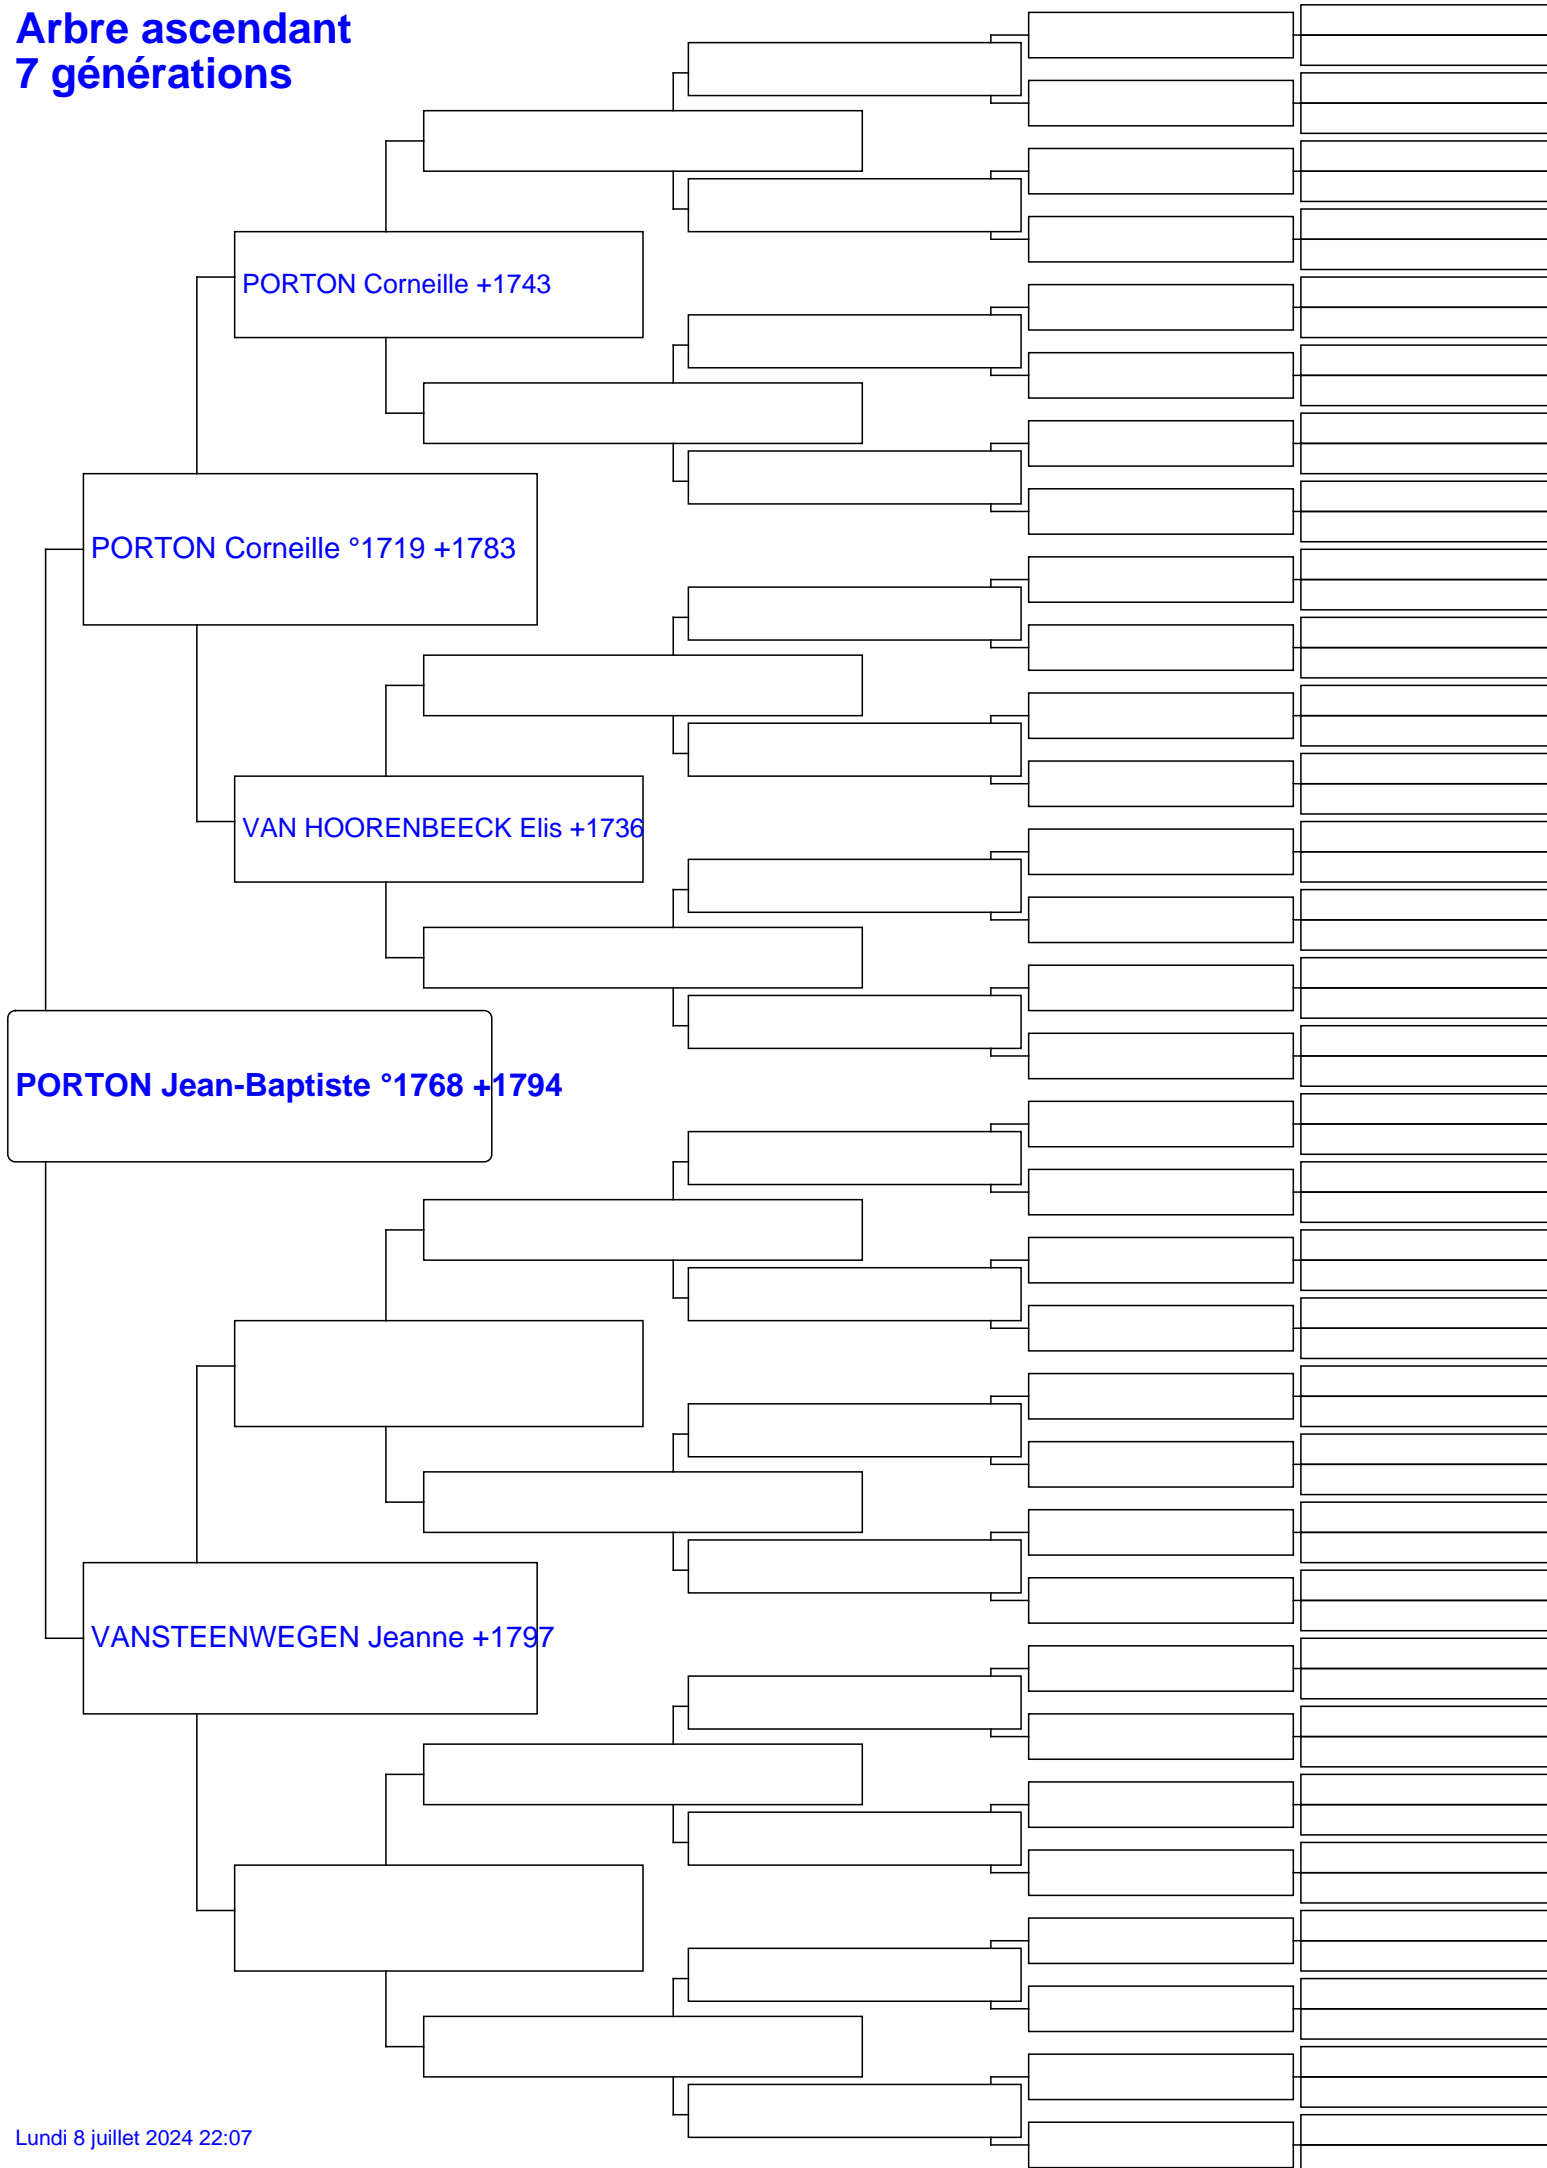 Arbre ascendant
7 générations
PORTON Corneille +1743
PORTON Corneille °1719 +1783
VAN HOORENBEECK Elis +1736
PORTON Jean-Baptiste °1768 +1794
VANSTEENWEGEN Jeanne +1797
Lundi 8 juillet 2024 22:07